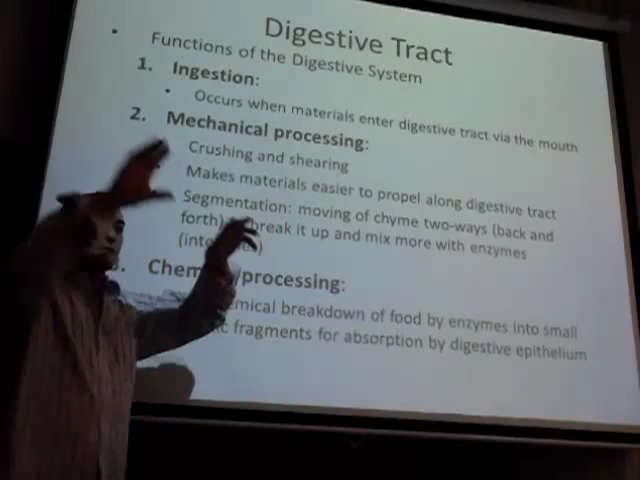 Digestive Tract
• Functions of the Digestive System
1. Ingestion:
• Occurs when materials enter digestive tract via the mouth
2. Mechanical processing:
Crushing and shearing
Makes materials easier to propel along digestive tract
Segmentation: moving of chyme two-ways (back and
forth) break it up and mix more with enzymes
3. processing:
breakdown of food by enzymes into small
fragments for absorption by digestive epithelium